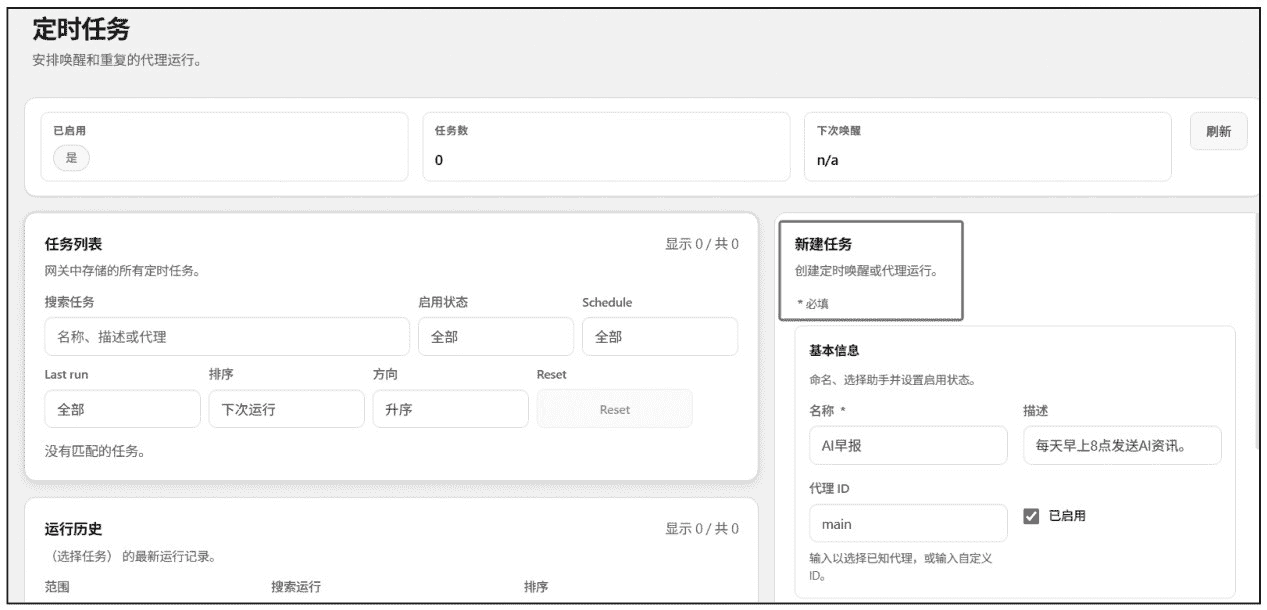 定时任务
安排唤醒和重复的代理运行。
已启用
是
任务数
0
下次唤醒
n/a
刷新
任务列表
显示 0 / 共 0
网关中存储的所有定时任务。
搜索任务
启用状态
Schedule
名称、描述或代理
全部
全部
Last run
排序
方向
Reset
全部
下次运行
升序
Reset
没有匹配的任务。
运行历史
显示 0 / 共 0
（选择任务） 的最新运行记录。
范围
搜索运行
排序
新建任务
创建定时唤醒或代理运行。
* 必填
基本信息
命名、选择助手并设置启用状态。
名称 *
描述
AI早报
每天早上8点发送AI资讯。
代理 ID
main
已启用
输入以选择已知代理，或输入自定义
ID。